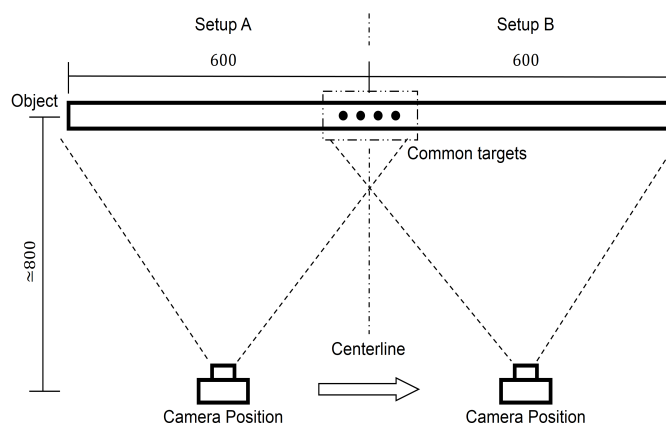 Setup A
Setup B
600
600
Object
Common targets
≈800
Centerline
Camera Position
Camera Position